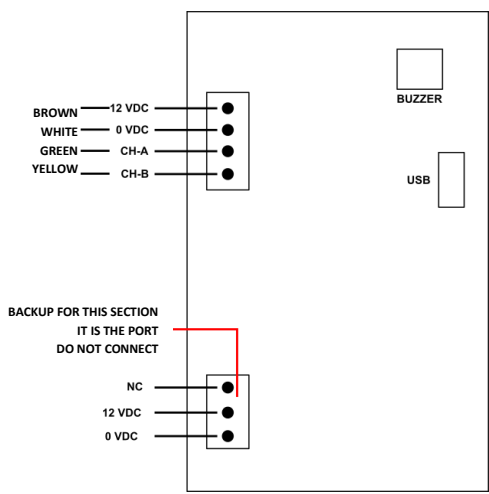 BUZZER
BROWN 12 VDC
WHITE 0 VDC
GREEN CH-A
YELLOW CH-B
USB
BACKUP FOR THIS SECTION
IT IS THE PORT
DO NOT CONNECT
NC
12 VDC
0 VDC